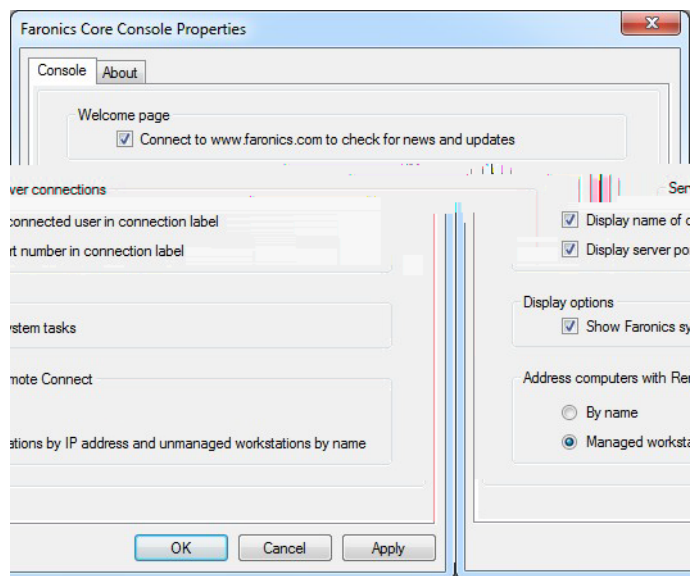 Faronics Core Console Properties
Console About
Welcome page
Connect to www.faronics.com to check for news and updates
ver connections
connected user in connection label
rt number in connection label
stem tasks
mote Connect
ations by IP address and unmanaged workstations by name
OK Cancel Apply
Ser
Display name of c
Display server po
Display options
Show Faronics sy
Address computers with Rem
By name
Managed worksta